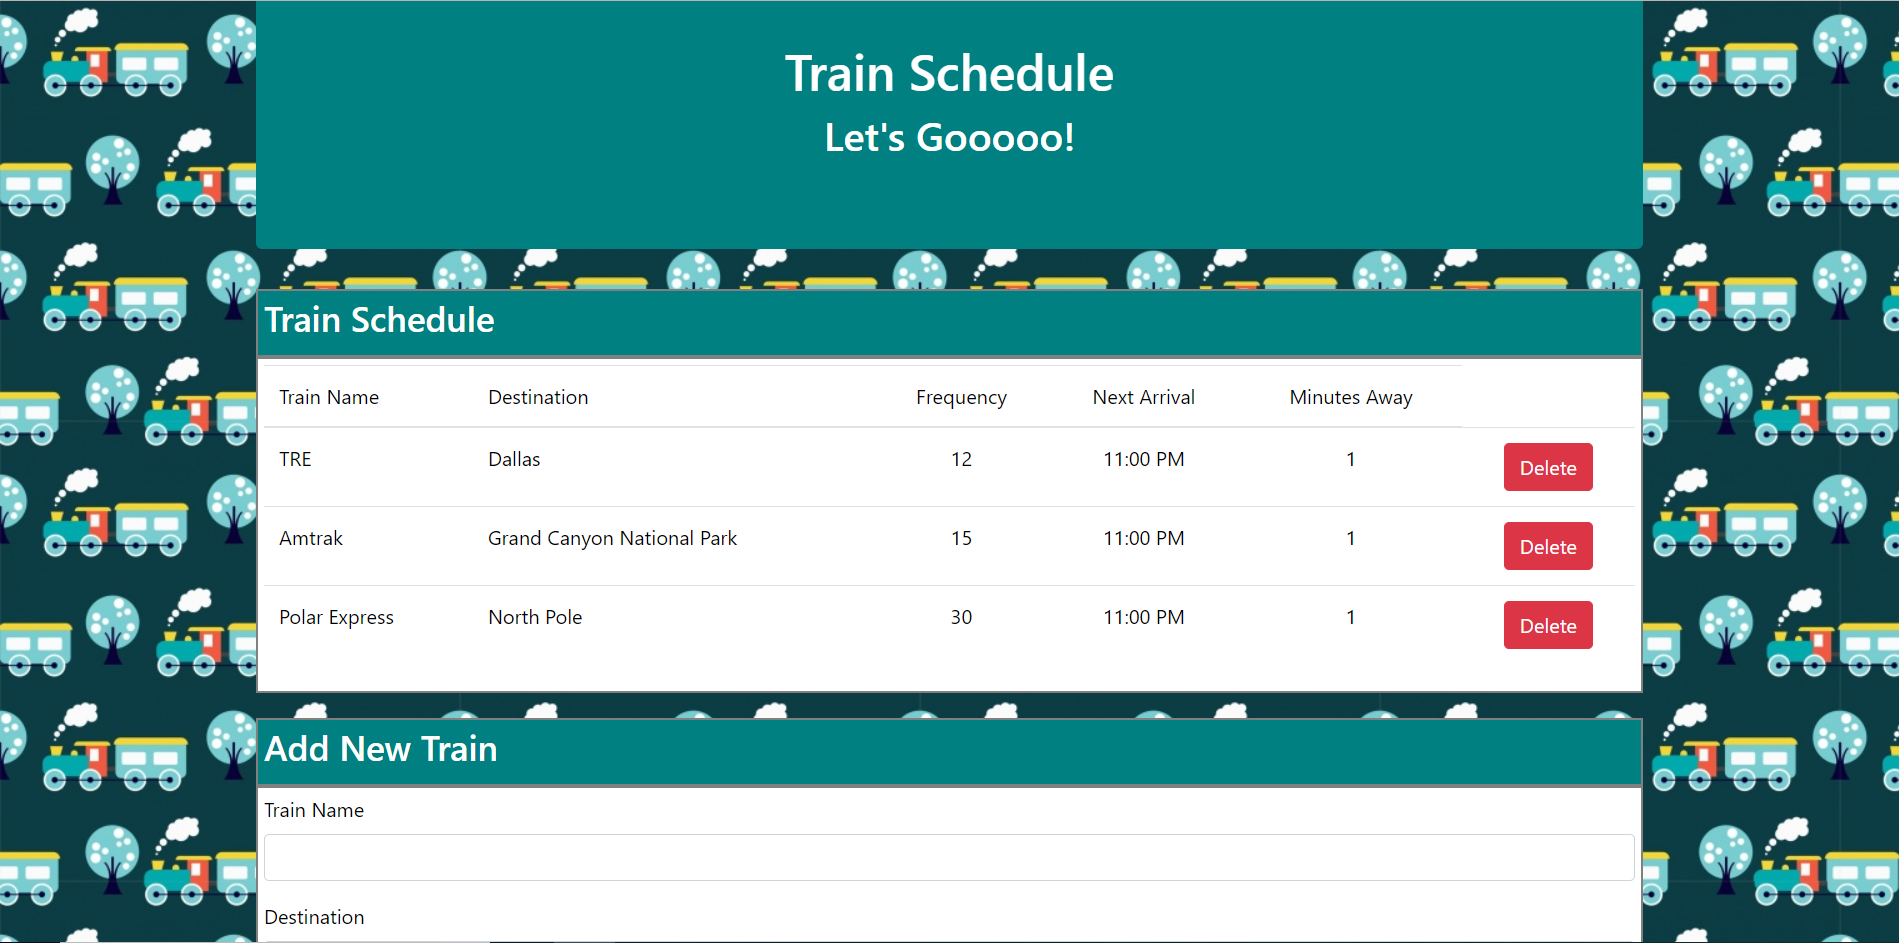 Train Schedule
Let's Gooooo!
Train Schedule
Train Name Destination Frequency Next Arrival Minutes Away
TRE Dallas 12 11:00 PM 1 Delete
Amtrak Grand Canyon National Park 15 11:00 PM 1 Delete
Polar Express North Pole 30 11:00 PM 1 Delete
Add New Train
Train Name
Destination